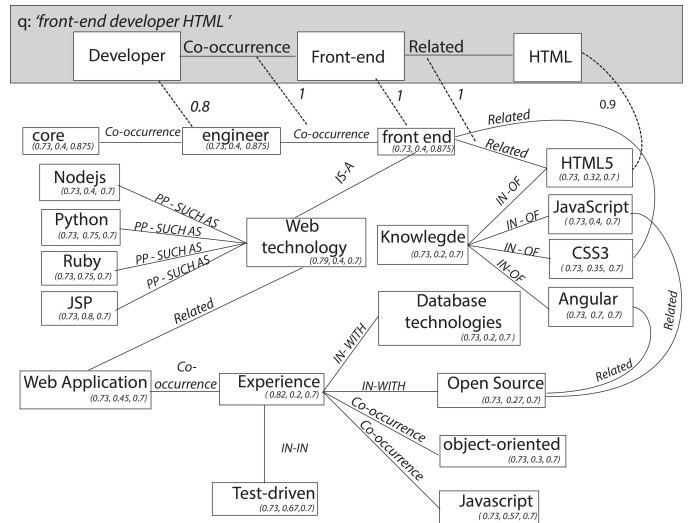 q: 'front-end developer HTML '
Developer Co-occurrence Front-end Related HTML
0.8 1 1 1 0.9
core Co-occurrence engineer Co-occurrence front end Related
(0.73, 0.4, 0.875) (0.73, 0.4, 0.875) (0.73, 0.4, 0.875) Related
HTML5
(0.73, 0.32, 0.7 )
Nodejs
(0.73, 0.4, 0.7)
PP - SUCH AS
IS-A
IN-OF
JavaScript
(0.73, 0.4, 0.7)
Python
(0.73, 0.75, 0.7)
PP - SUCH AS
Web
technology
(0.79, 0.4, 0.7)
Knowlegde
(0.73, 0.2, 0.7)
IN - OF
CSS3
( 0.73, 0.35, 0.7)
Ruby
(0.73, 0.75, 0.7)
PP - SUCH AS
IN - OF
JSP
(0.73, 0.8, 0.7)
PP - SUCH AS
IN-OF
Angular
(0.73, 0.7, 0.7)
Related
Database
technologies
(0.73, 0.2, 0.7 )
IN-WITH
Related
Web Application
(0.73, 0.45, 0.7)
Co-
occurrence
Experience
(0.82, 0.2, 0.7)
IN-WITH
Open Source
(0.73, 0.27, 0.7)
Related
Co-occurrence
object-oriented
(0.73, 0.3, 0.7)
Co-occurrence
IN-IN
Test-driven
(0.73, 0.67,0.7)
Javascript
( 0.73, 0.57, 0.7)